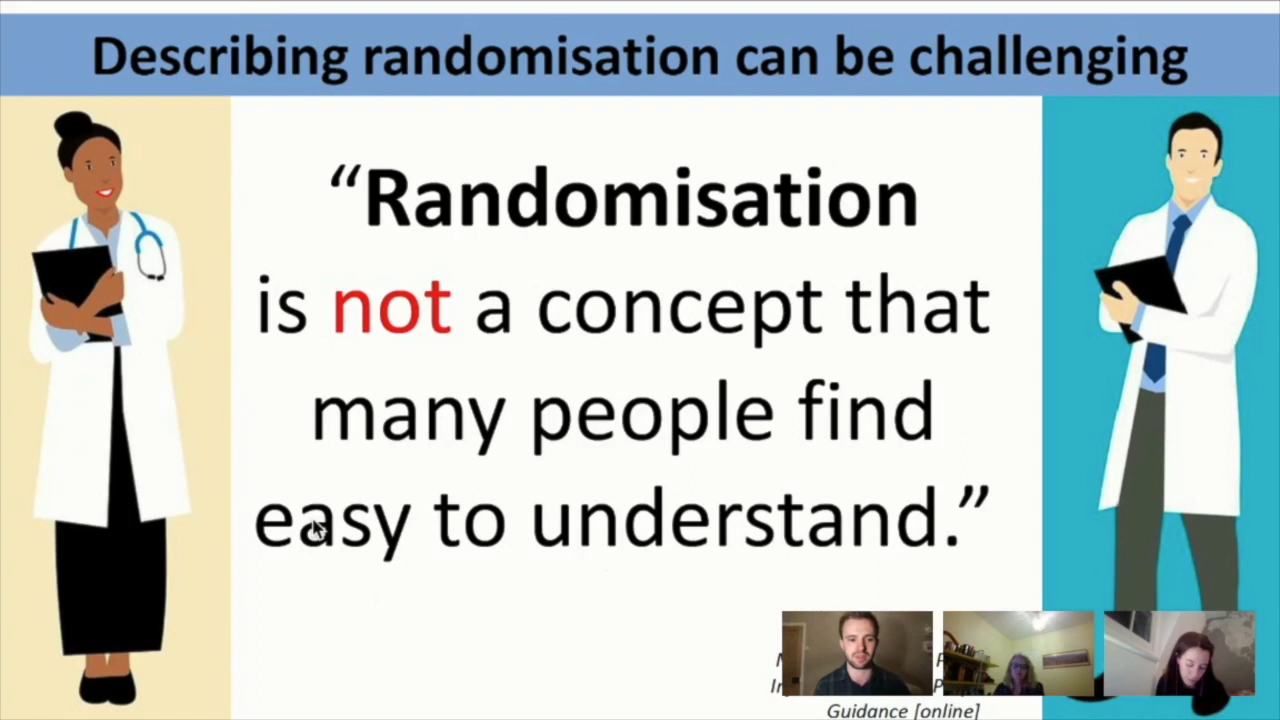 Describing randomisation can be challenging
“Randomisation
is not a concept that
many people find
easy to understand.”
Guidance [online]